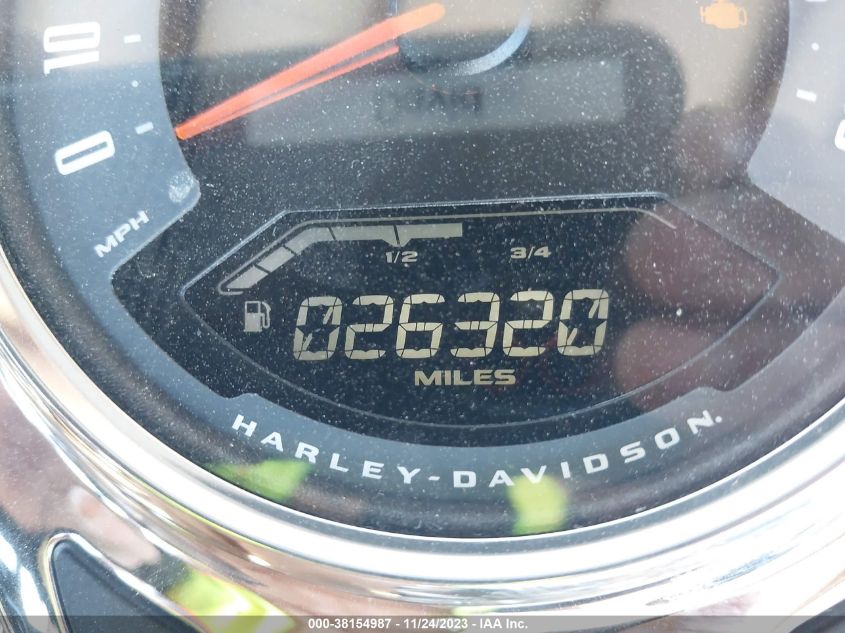 10
0
MPH
1/2 3/4
026320
MILES
HARLEY-DAVIDSON.
000-38154987 - 11/24/2023 - IAA Inc.